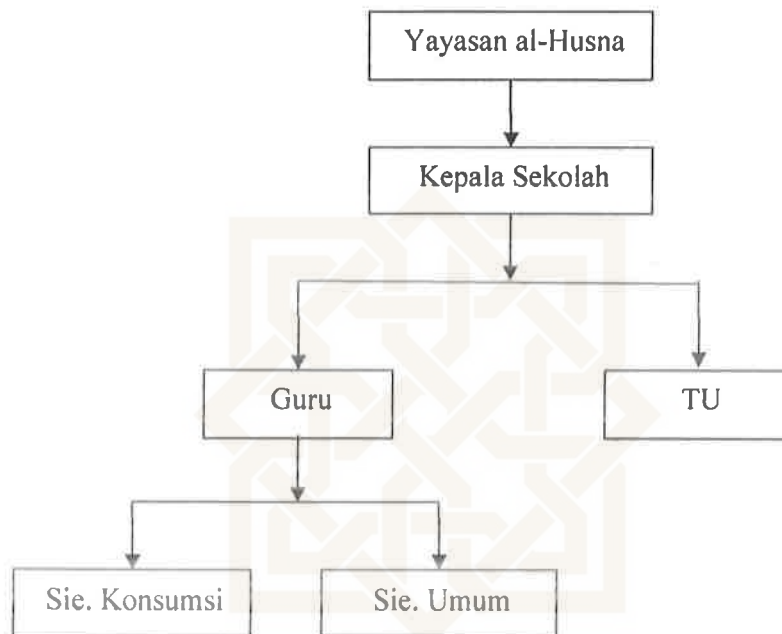 Yayasan al-Husna
Kepala Sekolah
Guru
TU
Sie. Konsumsi
Sie. Umum